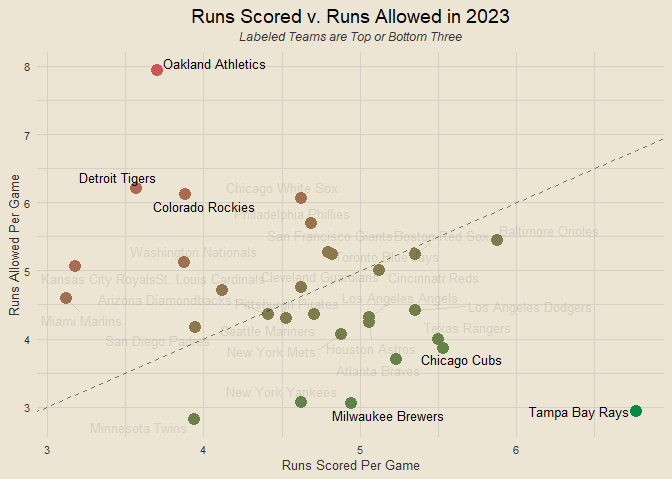 Runs Scored v. Runs Allowed in 2023
Labeled Teams are Top or Bottom Three
8
Oakland Athletics
7
Detroit Tigers
Chicago White Sox
6
Colorado Rockies
Philadelphia Phillies
Baltimore Orioles
San Francisco Giants
Boston Red Sox
Washington Nationals
Toronto Blue Jays
5
Kansas City Royals
St. Louis Cardinals
Cleveland Guardians
Cincinnati Reds
Arizona Diamondbacks
Pittsburgh Pirates
Los Angeles Angels
Los Angeles Dodgers
Miami Marlins
Seattle Mariners
Texas Rangers
4
San Diego Padres
New York Mets
Houston Astros
Chicago Cubs
Atlanta Braves
New York Yankees
3
Milwaukee Brewers
Tampa Bay Rays
Minnesota Twins
3
4
5
6
Runs Scored Per Game
Runs Allowed Per Game